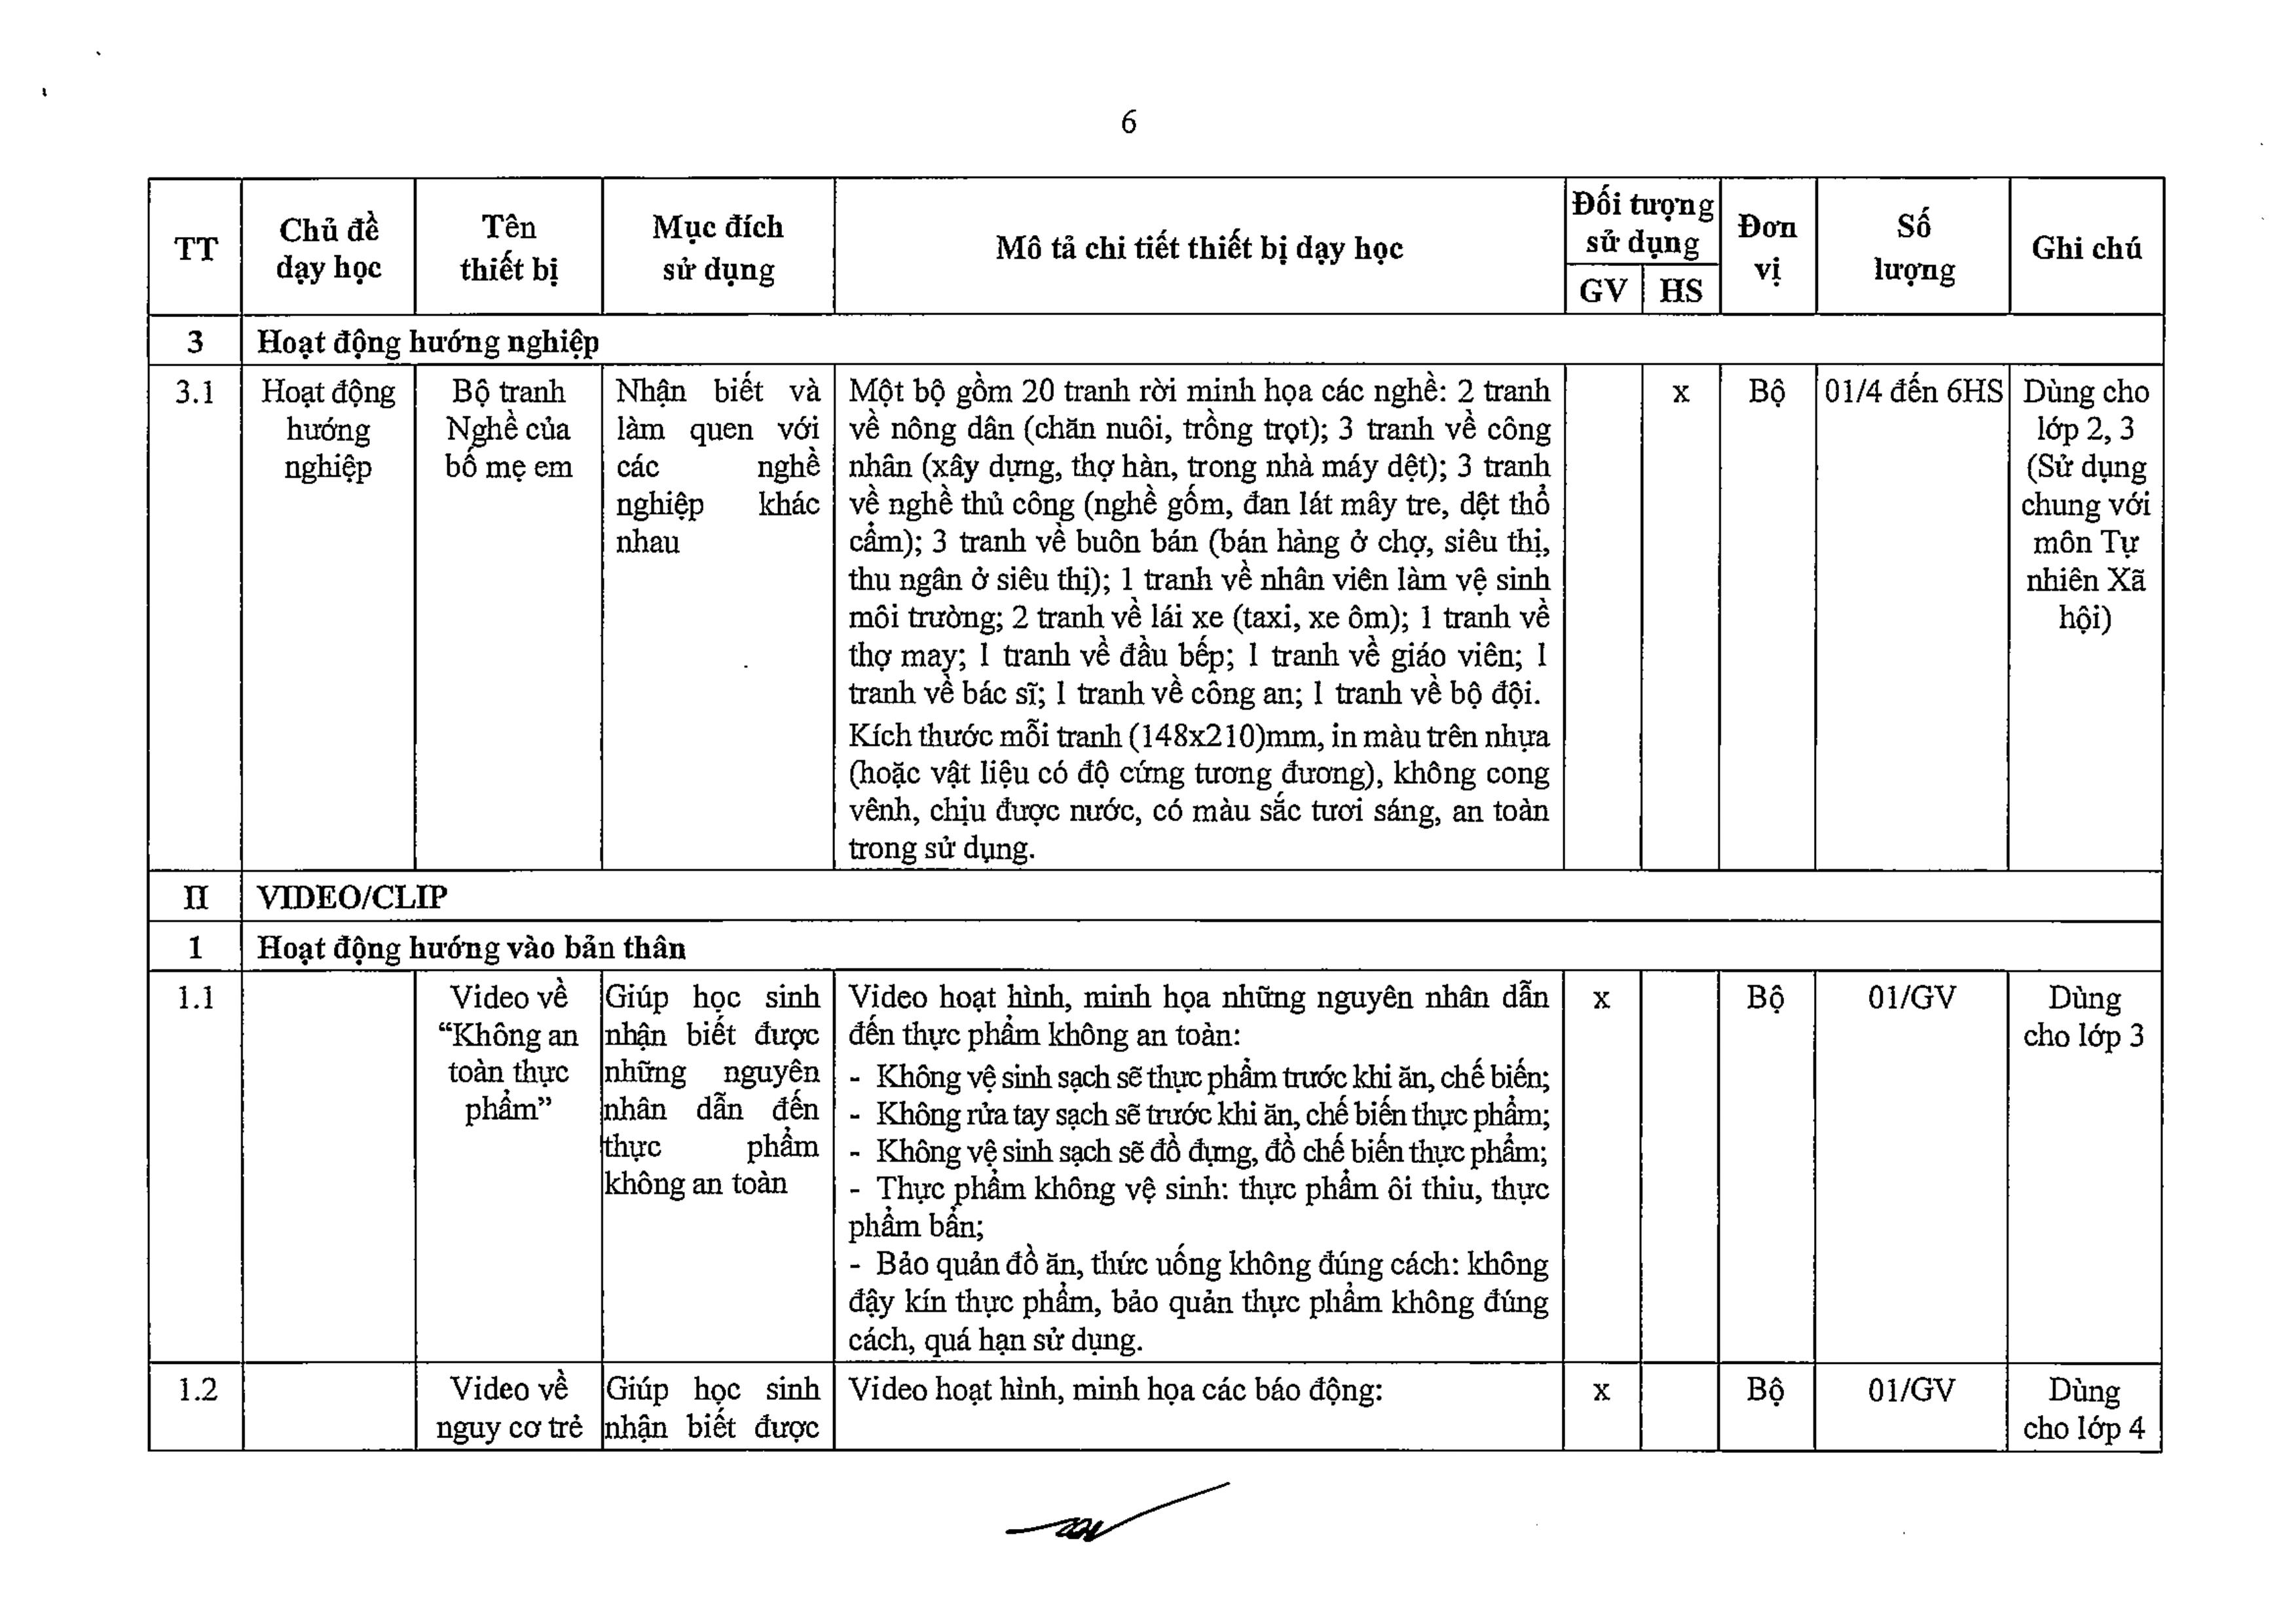 6
TT
Chủ đề
dạy học
Tên
thiết bị
Mục đích
sử dụng
Mô tả chi tiết thiết bị dạy học
Đối tượng
sử dụng
GV
HS
Đơn
vị
Số
lượng
Ghi chú
3
Hoạt động hướng nghiệp
3.1
Hoạt động
hướng
nghiệp
Bộ tranh
Nghề của
bố mẹ em
Nhận biết và
làm quen với
các nghề
nghiệp khác
nhau
Một bộ gồm 20 tranh rời minh họa các nghề: 2 tranh
về nông dân (chăn nuôi, trồng trọt); 3 tranh về công
nhân (xây dựng, thợ hàn, trong nhà máy dệt); 3 tranh
về nghề thủ công (nghề gốm, đan lát mây tre, dệt thổ
cẩm); 3 tranh về buôn bán (bán hàng ở chợ, siêu thị,
thu ngân ở siêu thị); 1 tranh về nhân viên làm vệ sinh
môi trường; 2 tranh về lái xe (taxi, xe ôm); 1 tranh về
thợ may; 1 tranh về đầu bếp; 1 tranh về giáo viên; 1
tranh về bác sĩ; 1 tranh về công an; 1 tranh về bộ đội.
Kích thước mỗi tranh (148x210)mm, in màu trên nhựa
(hoặc vật liệu có độ cứng tương đương), không cong
vênh, chịu được nước, có màu sắc tươi sáng, an toàn
trong sử dụng.
x
Bộ
01/4 đến 6HS
Dùng cho
lớp 2, 3
(Sử dụng
chung với
môn Tự
nhiên Xã
hội)
II
VIDEO/CLIP
1
Hoạt động hướng vào bản thân
1.1
Video về
“Không an
toàn thực
phẩm”
Giúp học sinh
nhận biết được
những nguyên
nhân dẫn đến
thực phẩm
không an toàn
Video hoạt hình, minh họa những nguyên nhân dẫn
đến thực phẩm không an toàn:
- Không vệ sinh sạch sẽ thực phẩm trước khi ăn, chế biến;
- Không rửa tay sạch sẽ trước khi ăn, chế biến thực phẩm;
- Không vệ sinh sạch sẽ đồ đựng, đồ chế biến thực phẩm;
- Thực phẩm không vệ sinh: thực phẩm ôi thiu, thực
phẩm bẩn;
- Bảo quản đồ ăn, thức uống không đúng cách: không
đậy kín thực phẩm, bảo quản thực phẩm không đúng
cách, quá hạn sử dụng.
x
Bộ
01/GV
Dùng
cho lớp 3
1.2
Video về
nguy cơ trẻ
Giúp học sinh
nhận biết được
Video hoạt hình, minh họa các báo động:
x
Bộ
01/GV
Dùng
cho lớp 4